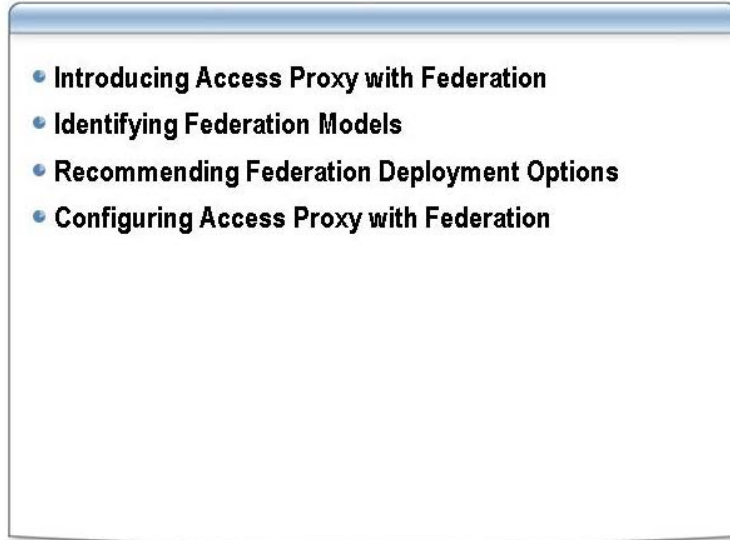 Introducing Access Proxy with Federation
Identifying Federation Models
Recommending Federation Deployment Options
Configuring Access Proxy with Federation